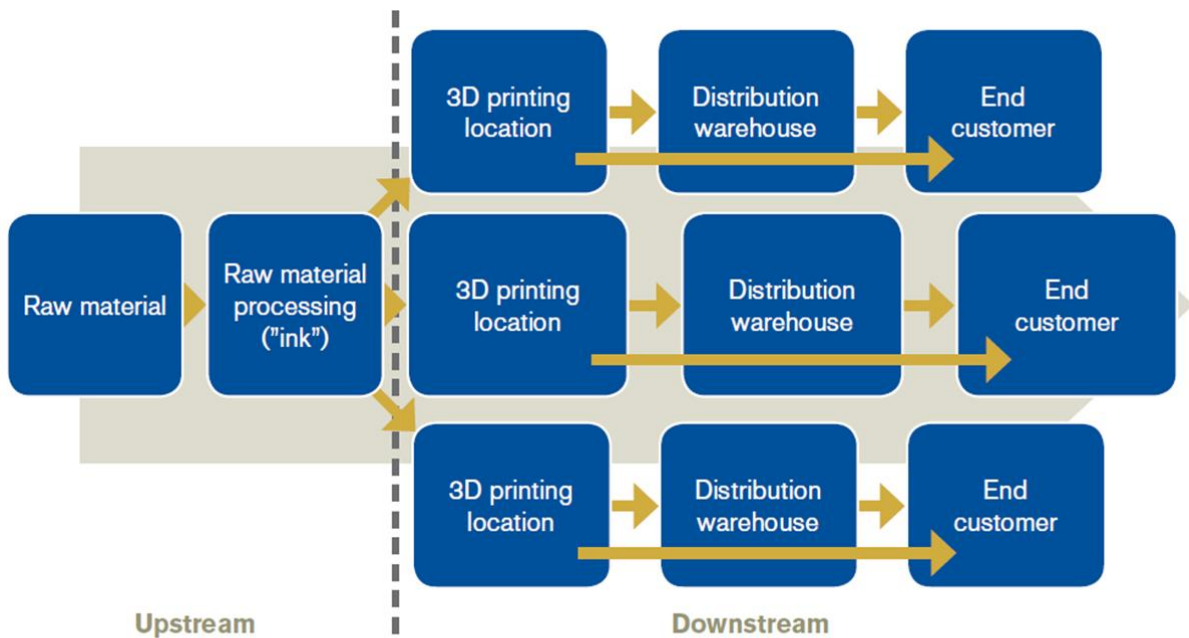 3D printing
location
Distribution
warehouse
End
customer
Raw material
Raw material
processing
("ink")
3D printing
location
Distribution
warehouse
End
customer
3D printing
location
Distribution
warehouse
End
customer
Upstream
Downstream